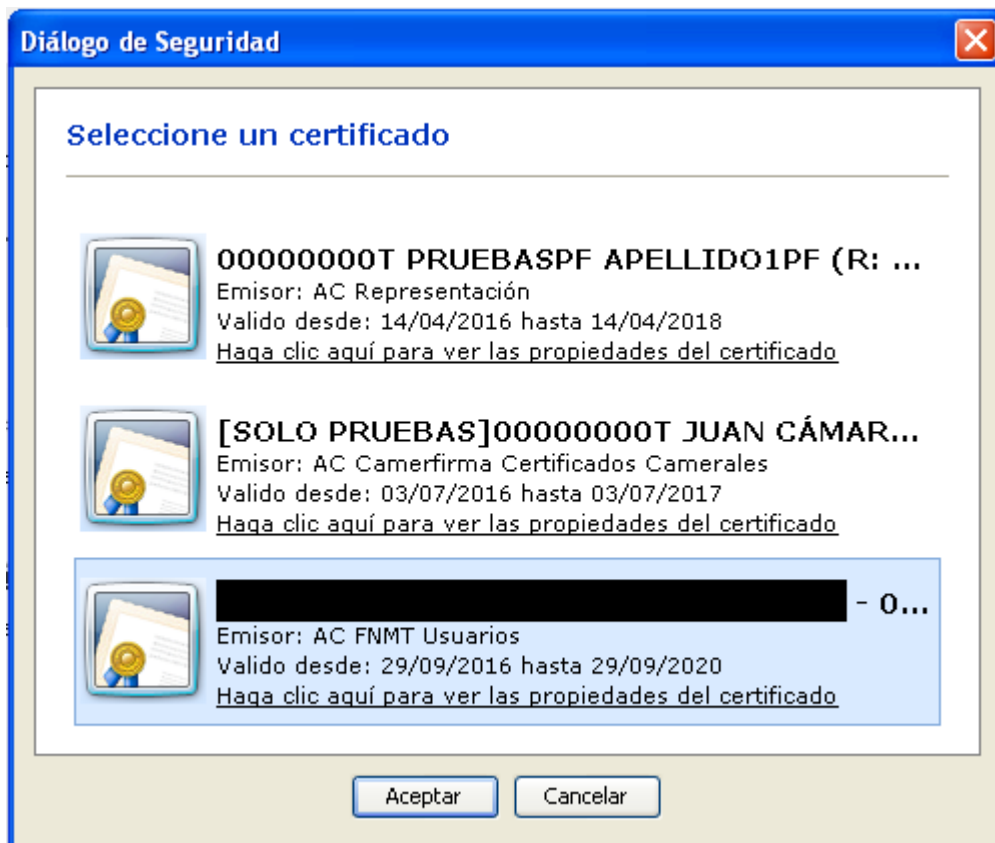 Diálogo de Seguridad
Seleccione un certificado
00000000T PRUEBASPF APELLIDO1PF (R: ...
Emisor: AC Representación
Valido desde: 14/04/2016 hasta 14/04/2018
Haga clic aquí para ver las propiedades del certificado
[SOLO PRUEBAS]00000000T JUAN CÁMAR...
Emisor: AC Camerfirma Certificados Camerales
Valido desde: 03/07/2016 hasta 03/07/2017
Haga clic aquí para ver las propiedades del certificado
- 0...
Emisor: AC FNMT Usuarios
Valido desde: 29/09/2016 hasta 29/09/2020
Haga clic aquí para ver las propiedades del certificado
Aceptar Cancelar